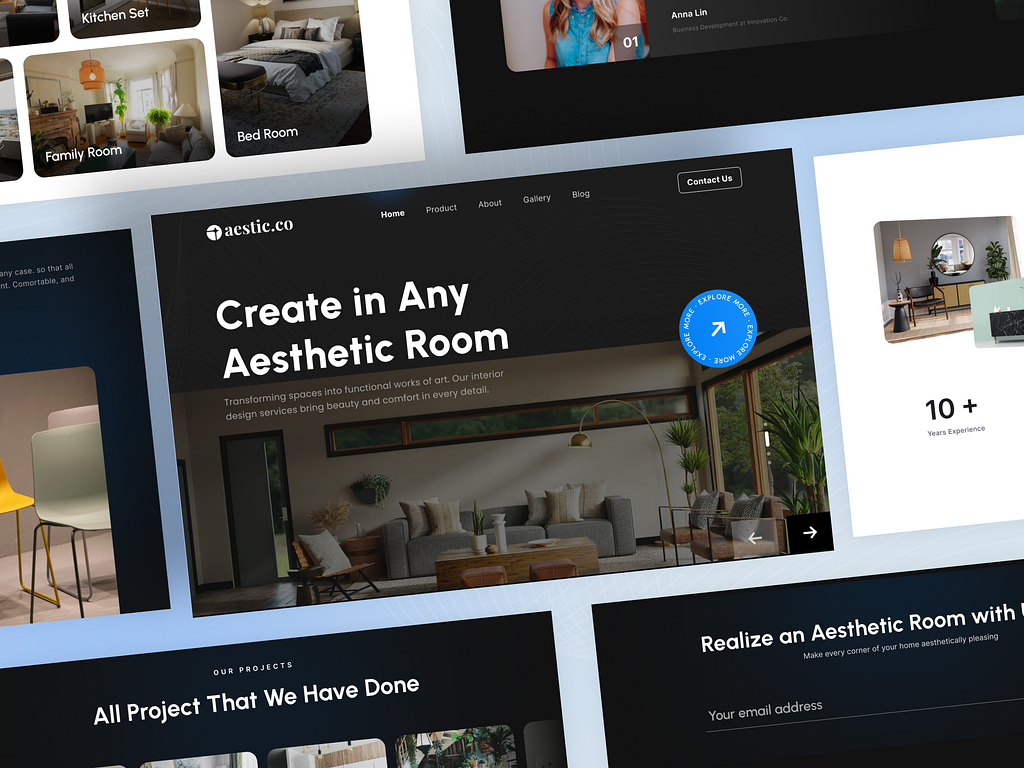 Kitchen Set
Family Room
Bed Room
01
Anna Lin
Business Development at Innovation Co.
any case. so that all
nt. Comortable, and
aestic.co
Home
Product
About
Gallery
Blog
Contact Us
Create in Any
Aesthetic Room
Transforming spaces into functional works of art. Our interior
design services bring beauty and comfort in every detail.
EXPLORE MORE · EXPLORE MORE · EXPLORE MORE ·
10 +
Years Experience
OUR PROJECTS
All Project That We Have Done
Realize an Aesthetic Room with U
Make every corner of your home aesthetically pleasing
Your email address